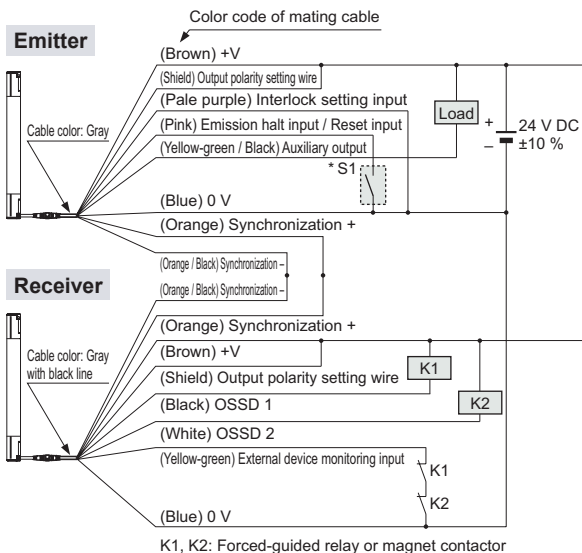 Color code of mating cable
Emitter
(Brown) +V
(Shield) Output polarity setting wire
(Pale purple) Interlock setting input
(Pink) Emission halt input / Reset input
(Yellow-green / Black) Auxiliary output
Cable color: Gray
* S1
Load
+
–
24 V DC
±10 %
(Blue) 0 V
(Orange) Synchronization +
(Orange / Black) Synchronization –
(Orange / Black) Synchronization –
Receiver
(Orange) Synchronization +
(Brown) +V
(Shield) Output polarity setting wire
(Black) OSSD 1
(White) OSSD 2
(Yellow-green) External device monitoring input
Cable color: Gray
with black line
K1
K2
K1
K2
(Blue) 0 V
K1, K2: Forced-guided relay or magnet contactor